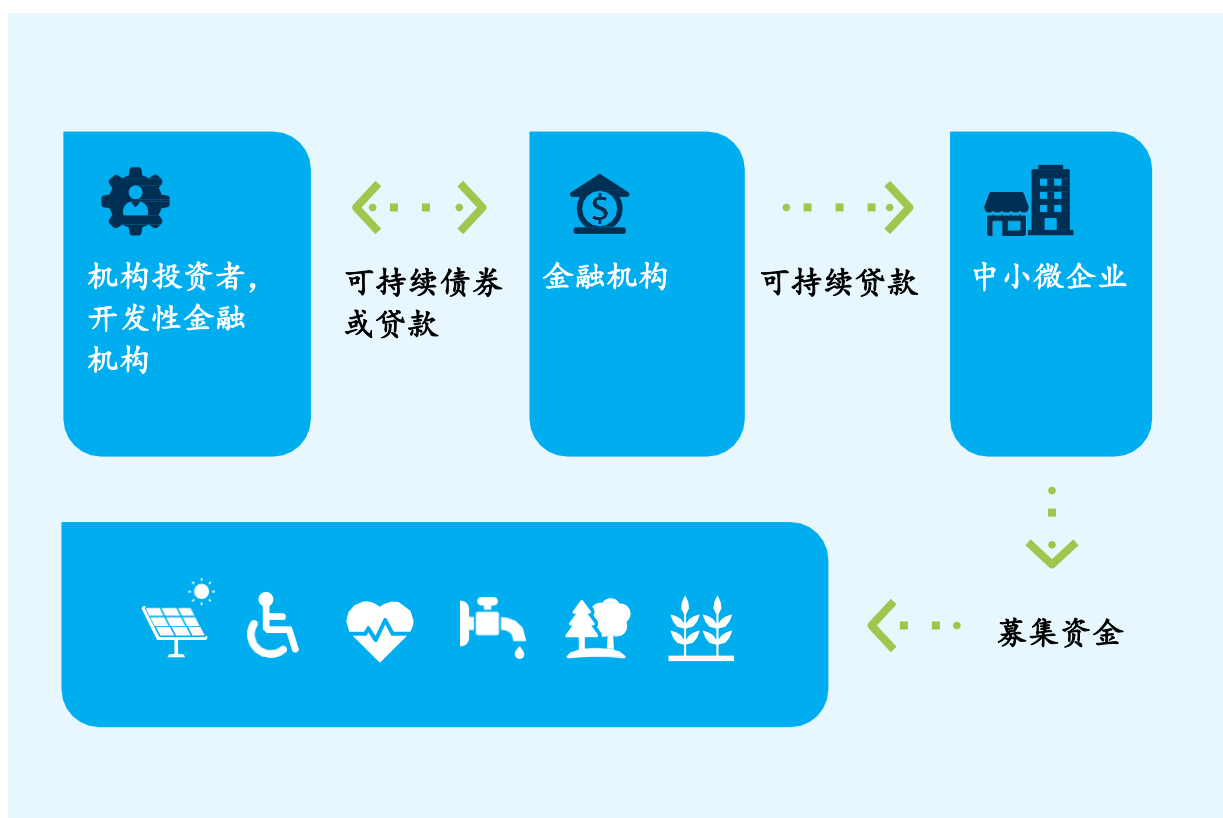 机构投资者，
开发性金融
机构
可持续债券
或贷款
金融机构
可持续贷款
中小微企业
募集资金